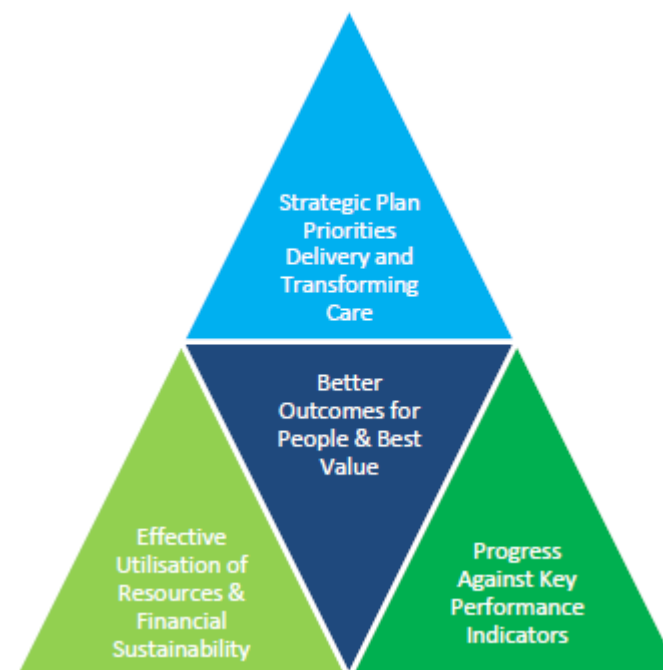 Strategic Plan
Priorities
Delivery and
Transforming
Care
Better
Outcomes for
People & Best
Value
Effective
Utilisation of
Resources &
Financial
Sustainability
Progress
Against Key
Performance
Indicators